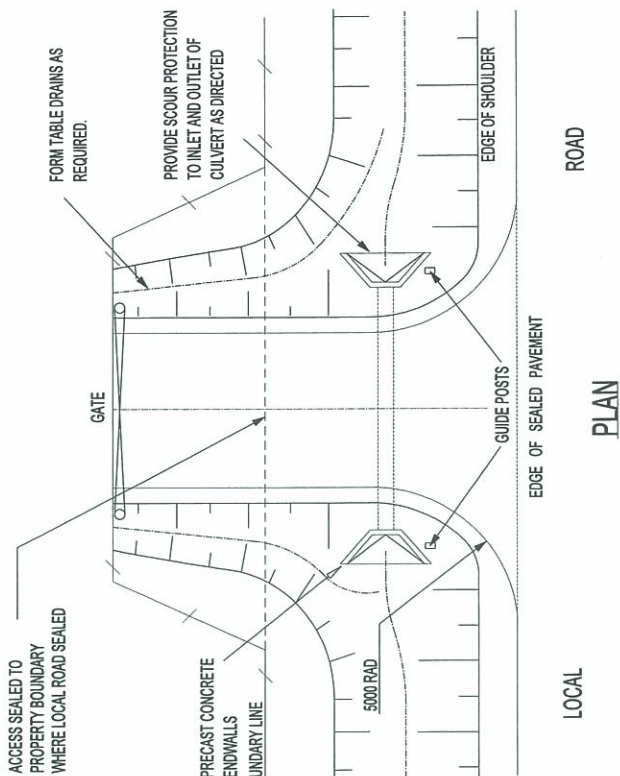 ACCESS SEALED TO
PROPERTY BOUNDARY
WHERE LOCAL ROAD SEALED
GATE
FORM TABLE DRAINS AS
REQUIRED.
PROVIDE SCOUR PROTECTION
TO INLET AND OUTLET OF
CULVERT AS DIRECTED
PRECAST CONCRETE
ENDWALLS
UNDARY LINE
5000 RAD
GUIDE POSTS
EDGE OF SHOULDER
EDGE OF SEALED PAVEMENT
LOCAL
ROAD
PLAN